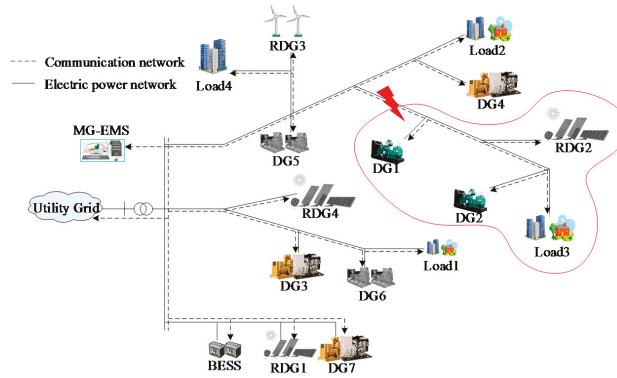 Communication network
Electric power network
RDG3
Load2
Load4
DG4
MG-EMS
DG5
DG1
RDG2
Utility Grid
RDG4
DG2
Load3
DG3
DG6
Load1
BESS
RDG1
DG7